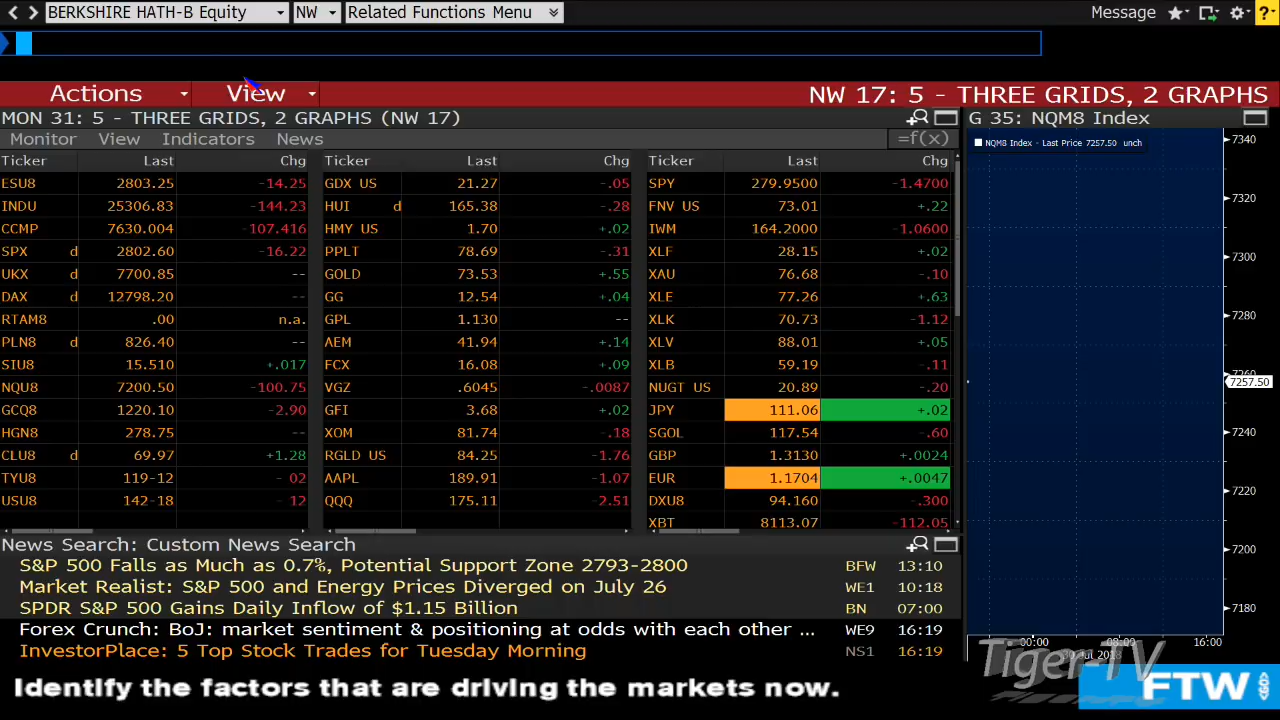 BERKSHIRE HATH-B Equity NW Related Functions Menu Message ?
Actions View NW 17: 5 - THREE GRIDS, 2 GRAPHS
MON 31: 5 - THREE GRIDS, 2 GRAPHS (NW 17) G 35: NQM8 Index
Monitor View Indicators News =f(x)
NQM8 Index - Last Price 7257.50 unch
Ticker Last Chg Ticker Last Chg Ticker Last Chg
ESU8 2803.25 -14.25 GDX US 21.27 -.05 SPY 279.9500 -1.4700
INDU 25306.83 -144.23 HUI d 165.38 -.28 FNV US 73.01 +.22
CCMP 7630.004 -107.416 HMY US 1.70 +.02 IWM 164.2000 -1.0600
SPX d 2802.60 -16.22 PPLT 78.69 -.31 XLF 28.15 +.02
UKX d 7700.85 -- GOLD 73.53 +.55 XAU 76.68 -.10
DAX d 12798.20 -- GG 12.54 +.04 XLE 77.26 +.63
RTAM8 .00 n.a. GPL 1.130 -- XLK 70.73 -1.12
PLN8 d 826.40 -- AEM 41.94 +.14 XLV 88.01 +.05
SIU8 15.510 +.017 FCX 16.08 +.09 XLB 59.19 -.11
NQU8 7200.50 -100.75 VGZ .6045 -.0087 NUGT US 20.89 -.20
GCQ8 1220.10 -2.90 GFI 3.68 +.02 JPY 111.06 +.02
HGN8 278.75 -- XOM 81.74 -.18 SGOL 117.54 -.60
CLU8 d 69.97 +1.28 RGLD US 84.25 -1.76 GBP 1.3130 +.0024
TYU8 119-12 - 02 AAPL 189.91 -1.07 EUR 1.1704 +.0047
USU8 142-18 - 12 QQQ 175.11 -2.51 DXU8 94.160 -.300
XBT 8113.07 -112.05
7340
7320
7300
7280
7260
7257.50
7240
7220
7200
7180
00:00 08:00 16:00
30 Jul 2018
News Search: Custom News Search
S&P 500 Falls as Much as 0.7%, Potential Support Zone 2793-2800 BFW 13:10
Market Realist: S&P 500 and Energy Prices Diverged on July 26 WE1 10:18
SPDR S&P 500 Gains Daily Inflow of $1.15 Billion BN 07:00
Forex Crunch: BoJ: market sentiment & positioning at odds with each other ... WE9 16:19
InvestorPlace: 5 Top Stock Trades for Tuesday Morning NS1 16:19
Tiger-TV
Identify the factors that are driving the markets now.
FTW